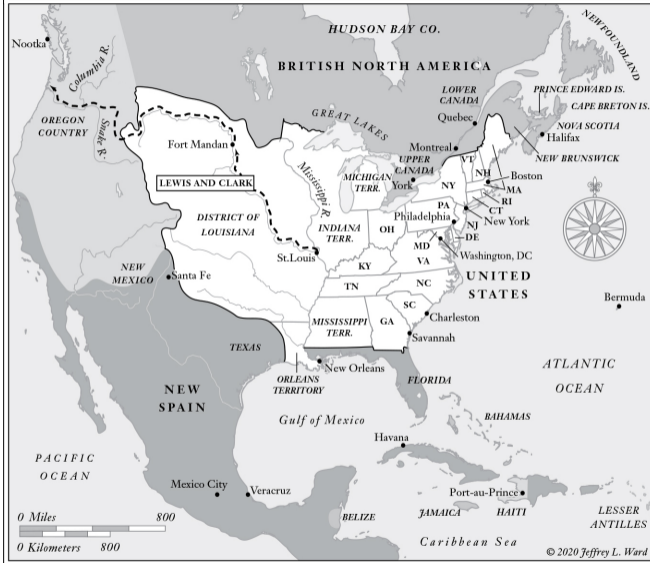 HUDSON BAY CO.
NEWFOUNDLAND
Nootka
Columbia R.
BRITISH NORTH AMERICA
LOWER
CANADA
PRINCE EDWARD IS.
CAPE BRETON IS.
Quebec
OREGON
COUNTRY
Snake R.
GREAT LAKES
NOVA SCOTIA
Halifax
Fort Mandan
Montreal
NEW BRUNSWICK
UPPER
CANADA
VT
NH
Boston
MA
LEWIS AND CLARK
Mississippi R.
MICHIGAN
TERR.
York
NY
RI
CT
DISTRICT OF
LOUISIANA
INDIANA
TERR.
OH
PA
Philadelphia
NJ
New York
DE
MD
VA
Washington, DC
St.Louis
KY
NEW
MEXICO
Santa Fe
UNITED
STATES
TN
NC
SC
Bermuda
MISSISSIPPI
TERR.
GA
Charleston
Savannah
TEXAS
New Orleans
ORLEANS
TERRITORY
FLORIDA
ATLANTIC
OCEAN
NEW
SPAIN
Gulf of Mexico
BAHAMAS
PACIFIC
OCEAN
Havana
Mexico City
Veracruz
Port-au-Prince
BELIZE
JAMAICA
HAITI
LESSER
ANTILLES
0 Miles 800
0 Kilometers 800
Caribbean Sea
© 2020 Jeffrey L. Ward